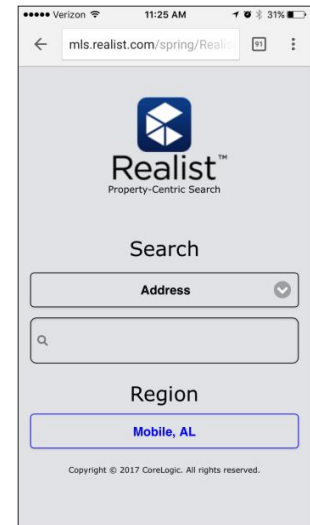 Verizon 11:25 AM 31%
mls.realist.com/spring/Realis 91
Realist™
Property-Centric Search
Search
Address
Region
Mobile, AL
Copyright © 2017 CoreLogic. All rights reserved.